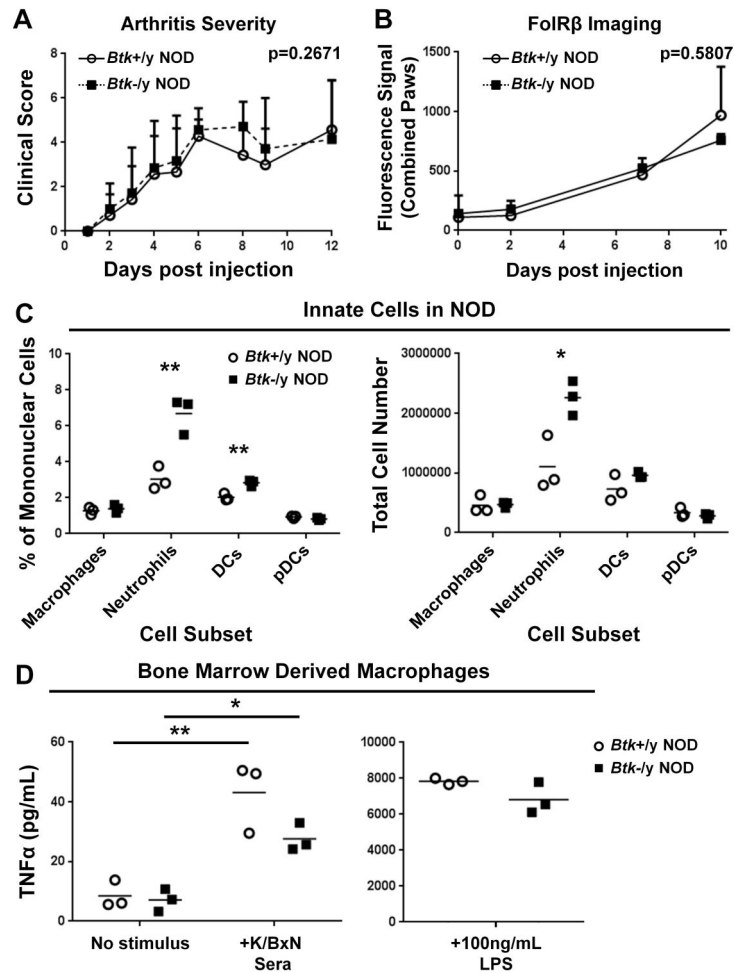 A
Arthritis Severity
Clinical Score
8
6
4
2
0
Btk+/y NOD
Btk-/y NOD
p=0.2671
0 2 4 6 8 10 12
Days post injection
B
FolRβ Imaging
Fluorescence Signal
(Combined Paws)
1500
1000
500
0
Btk+/y NOD
Btk-/y NOD
p=0.5807
0 2 4 6 8 10
Days post injection
C
Innate Cells in NOD
% of Mononuclear Cells
10
8
6
4
2
0
**
**
Btk+/y NOD
Btk-/y NOD
Macrophages
Neutrophils
DCs
pDCs
Cell Subset
Total Cell Number
3000000
2000000
1000000
0
*
Macrophages
Neutrophils
DCs
pDCs
Cell Subset
D
Bone Marrow Derived Macrophages
*
**
TNFα (pg/mL)
60
40
20
0
No stimulus
+K/BxN
Sera
10000
8000
6000
4000
2000
0
+100ng/mL
LPS
Btk+/y NOD
Btk-/y NOD